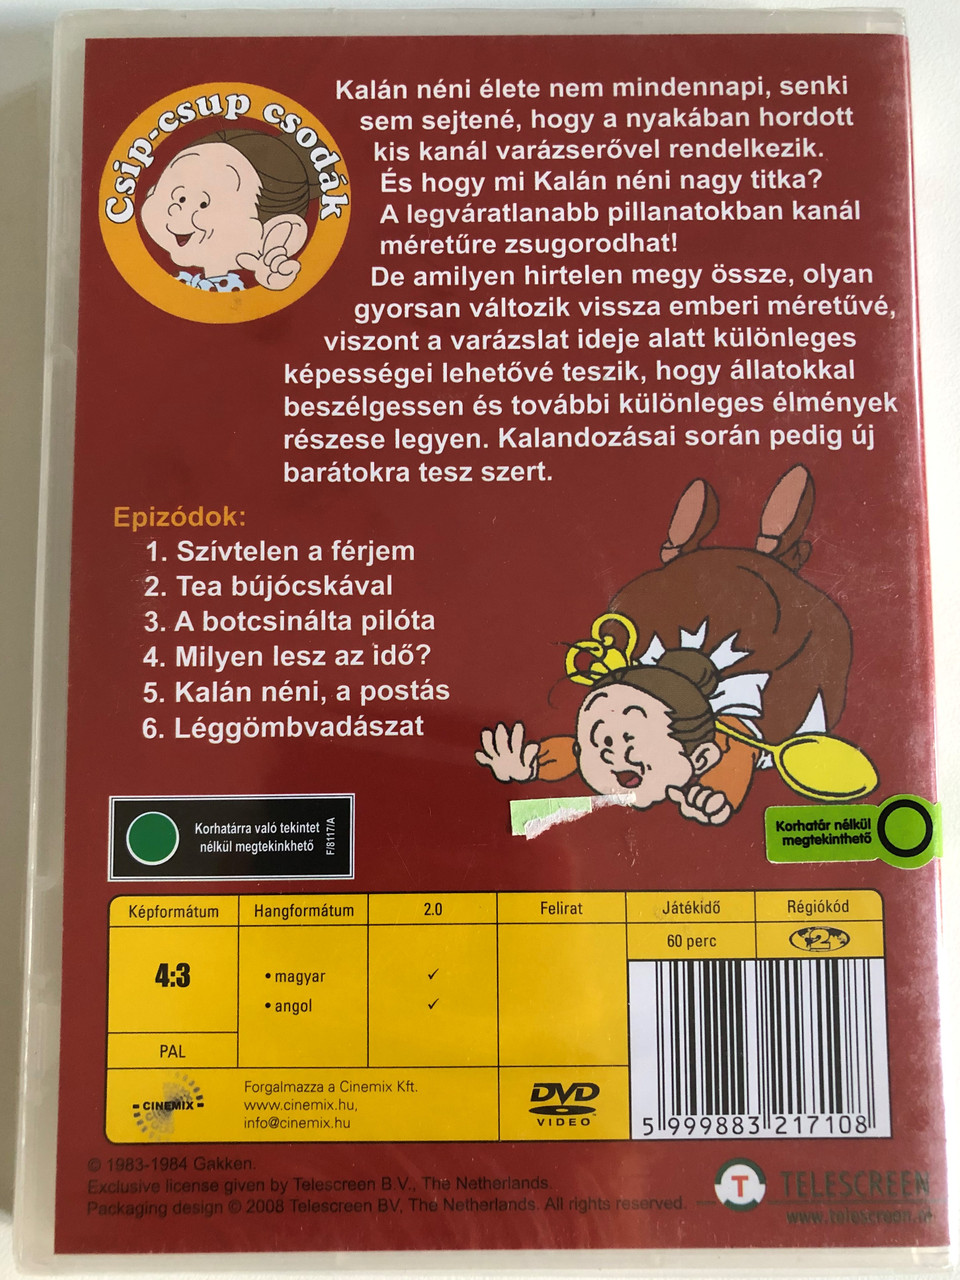 Csip-csup csodák
Kalán néni élete nem mindennapi, senki
sem sejtené, hogy a nyakában hordott
kis kanál varázserővel rendelkezik.
És hogy mi Kalán néni nagy titka?
A legváratlanabb pillanatokban kanál
méretűre zsugorodhat!
De amilyen hirtelen megy össze, olyan
gyorsan változik vissza emberi méretűvé,
viszont a varázslat ideje alatt különleges
képességei lehetővé teszik, hogy állatokkal
beszélgessen és további különleges élmények
részese legyen. Kalandozásai során pedig új
barátokra tesz szert.
Epizódok:
1. Szívtelen a férjem
2. Tea bújócskával
3. A botcsinálta pilóta
4. Milyen lesz az idő?
5. Kalán néni, a postás
6. Léggömbvadászat
Korhatárra való tekintet
nélkül megtekinkhető
F/8117/A
Korhatár nélkül
megtekinthető
Képformátum
Hangformátum
2.0
Felirat
Játékidő
Régiókód
4:3
• magyar ✓
• angol ✓
60 perc
2
PAL
CINEMIX
Forgalmazza a Cinemix Kft.
www.cinemix.hu,
info@cinemix.hu
DVD
VIDEO
5 999883 217108
© 1983-1984 Gakken.
Exclusive license given by Telescreen B.V., The Netherlands.
Packaging design © 2008 Telescreen BV, The Netherlands. All rights reserved.
T TELESCREEN
www.telescreen.nl